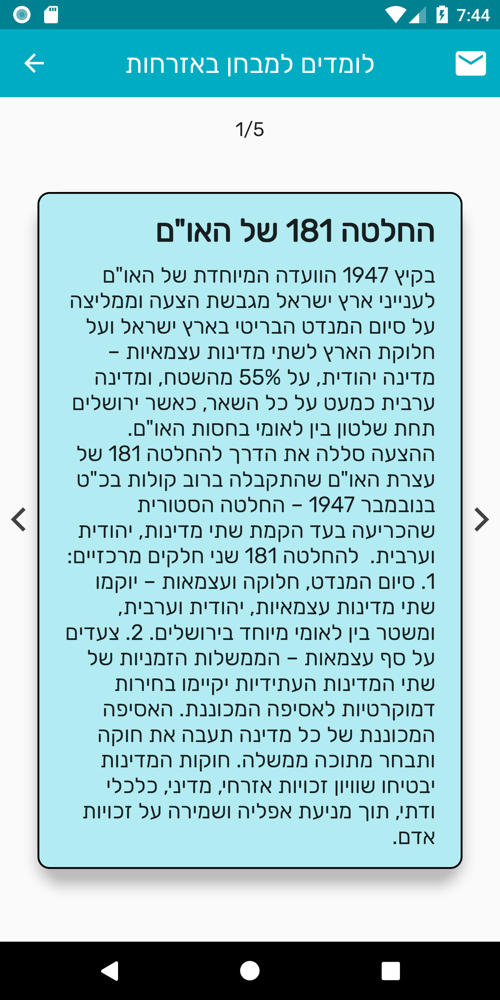 7:44
לומדים למבחן באזרחות
1/5
החלטה 181 של האו"ם
בקיץ 1947 הוועדה המיוחדת של האו"ם
לענייני ארץ ישראל מגבשת הצעה וממליצה
על סיום המנדט הבריטי בארץ ישראל ועל
חלוקת הארץ לשתי מדינות עצמאיות –
מדינה יהודית, על 55% מהשטח, ומדינה
ערבית כמעט על כל השאר, כאשר ירושלים
תחת שלטון בין לאומי בחסות האו"ם.
ההצעה סללה את הדרך להחלטה 181 של
עצרת האו"ם שהתקבלה ברוב קולות בכ"ט
בנובמבר 1947 – החלטה הסטורית
שהכריעה בעד הקמת שתי מדינות, יהודית
וערבית.  להחלטה 181 שני חלקים מרכזיים:
1. סיום המנדט, חלוקה ועצמאות – יוקמו
שתי מדינות עצמאיות, יהודית וערבית,
ומשטר בין לאומי מיוחד בירושלים. 2. צעדים
על סף עצמאות – הממשלות הזמניות של
שתי המדינות העתידיות יקיימו בחירות
דמוקרטיות לאסיפה המכוננת. האסיפה
המכוננת של כל מדינה תעבה את חוקה
ותבחר מתוכה ממשלה. חוקות המדינות
יבטיחו שוויון זכויות אזרחי, מדיני, כלכלי
ודתי, תוך מניעת אפליה ושמירה על זכויות
אדם.